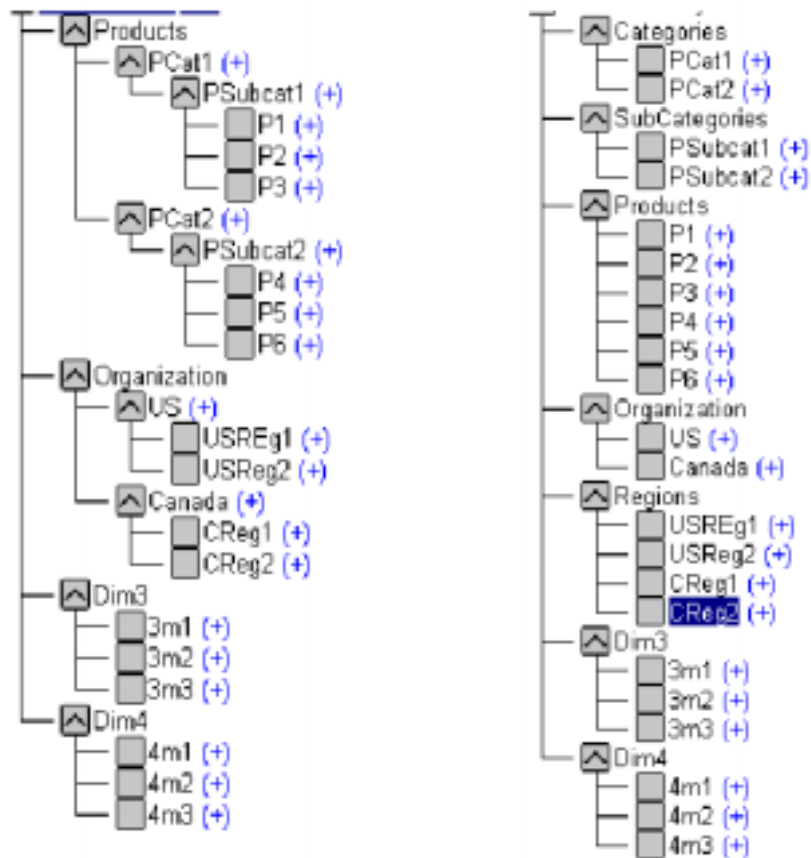 Products
PCat1 (+)
PSubcat1 (+)
P1 (+)
P2 (+)
P3 (+)
PCat2 (+)
PSubcat2 (+)
P4 (+)
P5 (+)
P6 (+)
Organization
US (+)
USREg1 (+)
USReg2 (+)
Canada (+)
CReg1 (+)
CReg2 (+)
Dim3
3m1 (+)
3m2 (+)
3m3 (+)
Dim4
4m1 (+)
4m2 (+)
4m3 (+)
Categories
PCat1 (+)
PCat2 (+)
SubCategories
PSubcat1 (+)
PSubcat2 (+)
Products
P1 (+)
P2 (+)
P3 (+)
P4 (+)
P5 (+)
P6 (+)
Organization
US (+)
Canada (+)
Regions
USREg1 (+)
USReg2 (+)
CReg1 (+)
CReg2 (+)
Dim3
3m1 (+)
3m2 (+)
3m3 (+)
Dim4
4m1 (+)
4m2 (+)
4m3 (+)